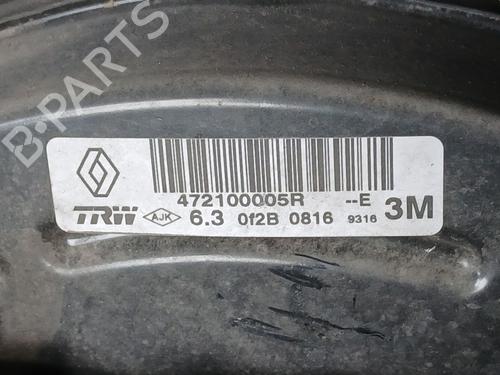 B-PARTS
472100005R --E
TRW AJK 6.3 0f2B 0816 9316 3M